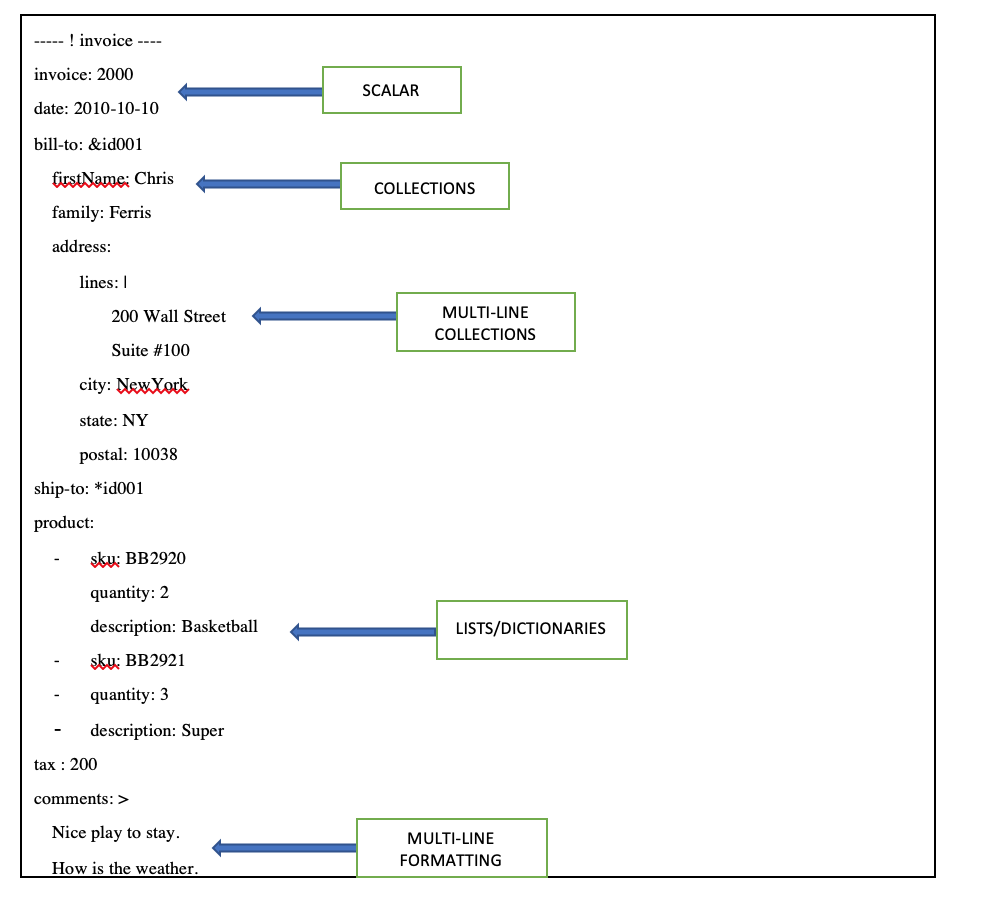 ----- ! invoice ----
invoice: 2000
SCALAR
date: 2010-10-10
bill-to: &id001
firstName: Chris
COLLECTIONS
family: Ferris
address:
lines: |
200 Wall Street
MULTI-LINE
COLLECTIONS
Suite #100
city: NewYork
state: NY
postal: 10038
ship-to: *id001
product:
- sku: BB2920
quantity: 2
description: Basketball
LISTS/DICTIONARIES
- sku: BB2921
- quantity: 3
- description: Super
tax : 200
comments: >
Nice play to stay.
MULTI-LINE
FORMATTING
How is the weather.